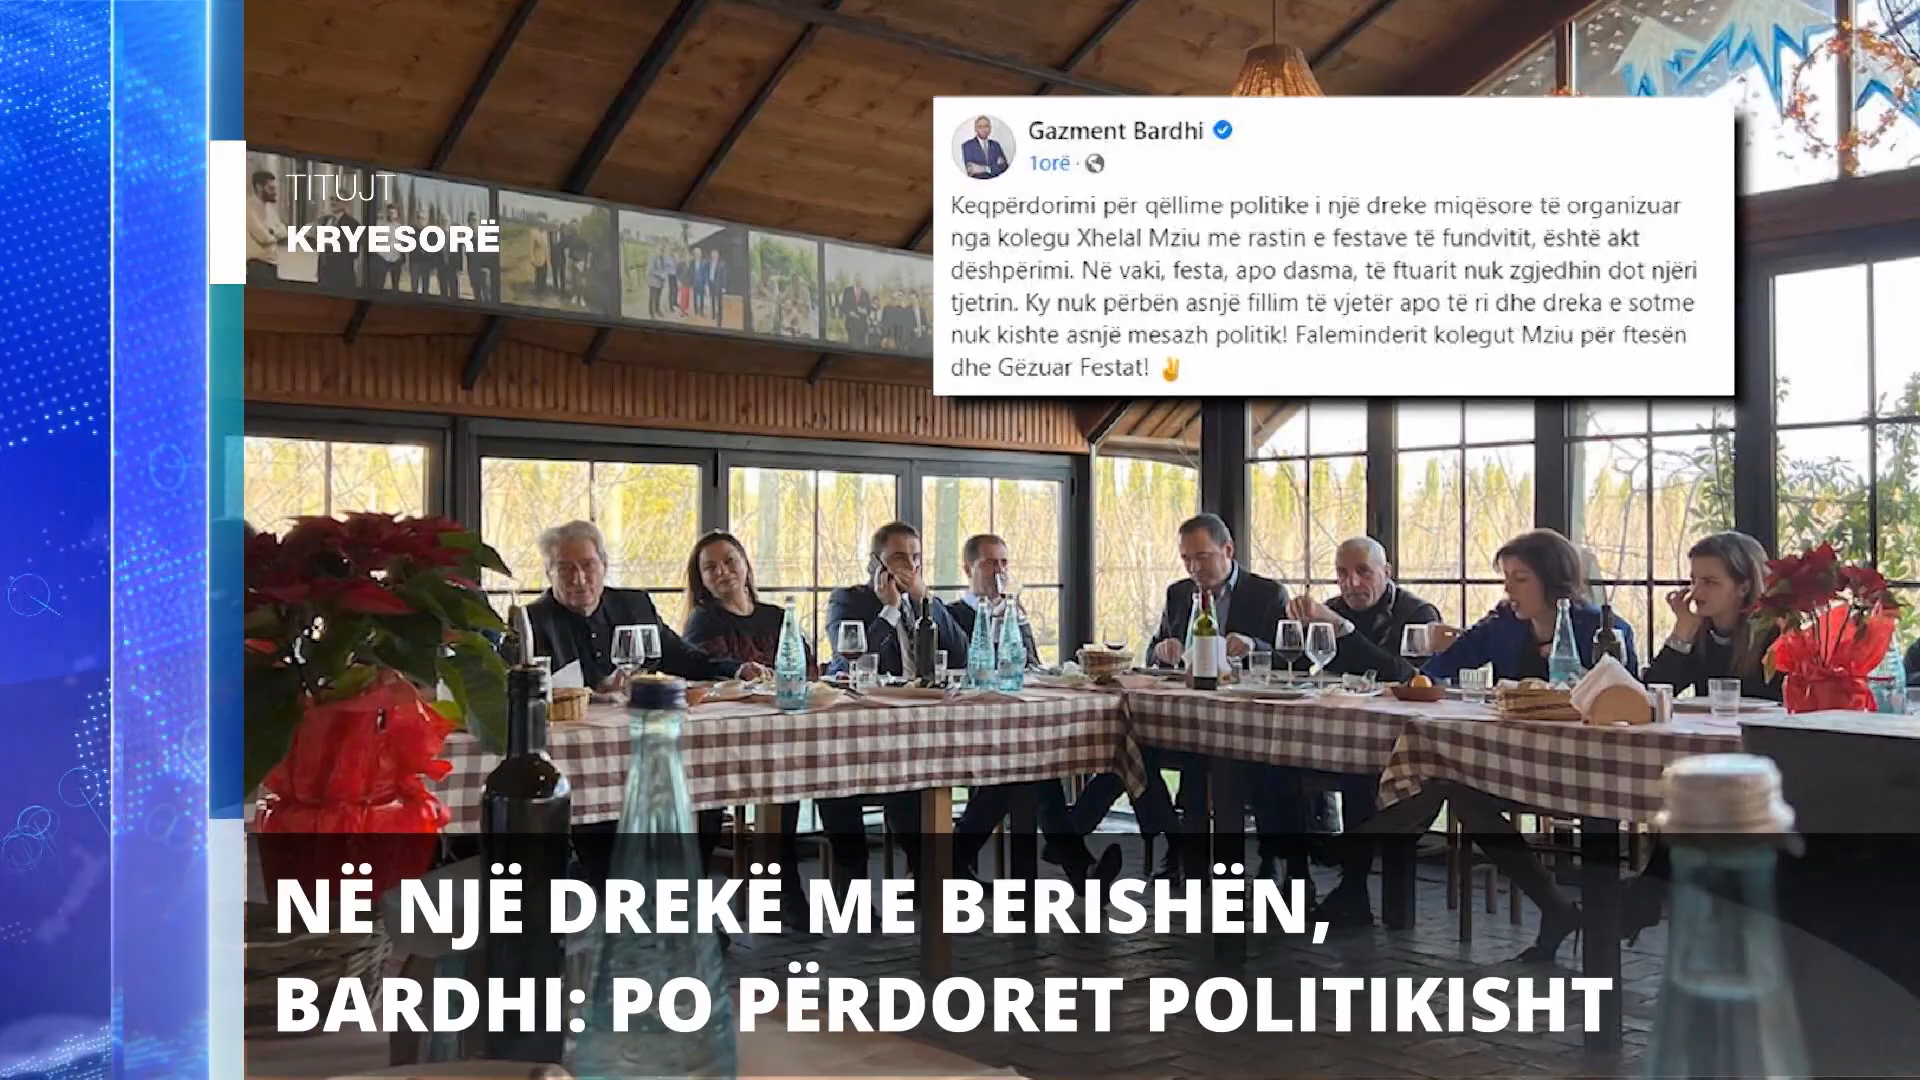 TITUJT
KRYESORË
Gazment Bardhi
1orë ·
Keqpërdorimi për qëllime politike i një dreke miqësore të organizuar
nga kolegu Xhelal Mziu me rastin e festave të fundvitit, është akt
dëshpërimi. Në vaki, festa, apo dasma, të ftuarit nuk zgjedhin dot njëri
tjetrin. Ky nuk përbën asnjë fillim të vjetër apo të ri dhe dreka e sotme
nuk kishte asnjë mesazh politik! Faleminderit kolegut Mziu për ftesën
dhe Gëzuar Festat! ✌
NË NJË DREKË ME BERISHËN,
BARDHI: PO PËRDORET POLITIKISHT